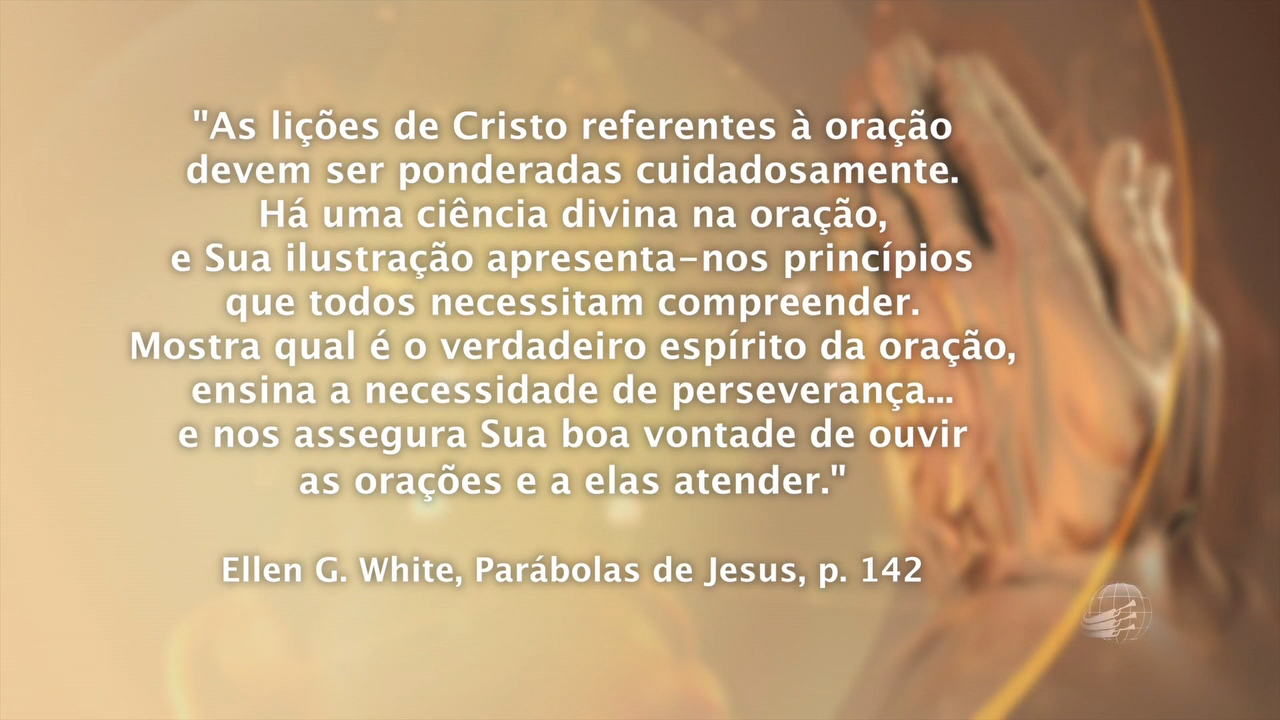 "As lições de Cristo referentes à oração
devem ser ponderadas cuidadosamente.
Há uma ciência divina na oração,
e Sua ilustração apresenta-nos princípios
que todos necessitam compreender.
Mostra qual é o verdadeiro espírito da oração,
ensina a necessidade de perseverança...
e nos assegura Sua boa vontade de ouvir
as orações e a elas atender."
Ellen G. White, Parábolas de Jesus, p. 142